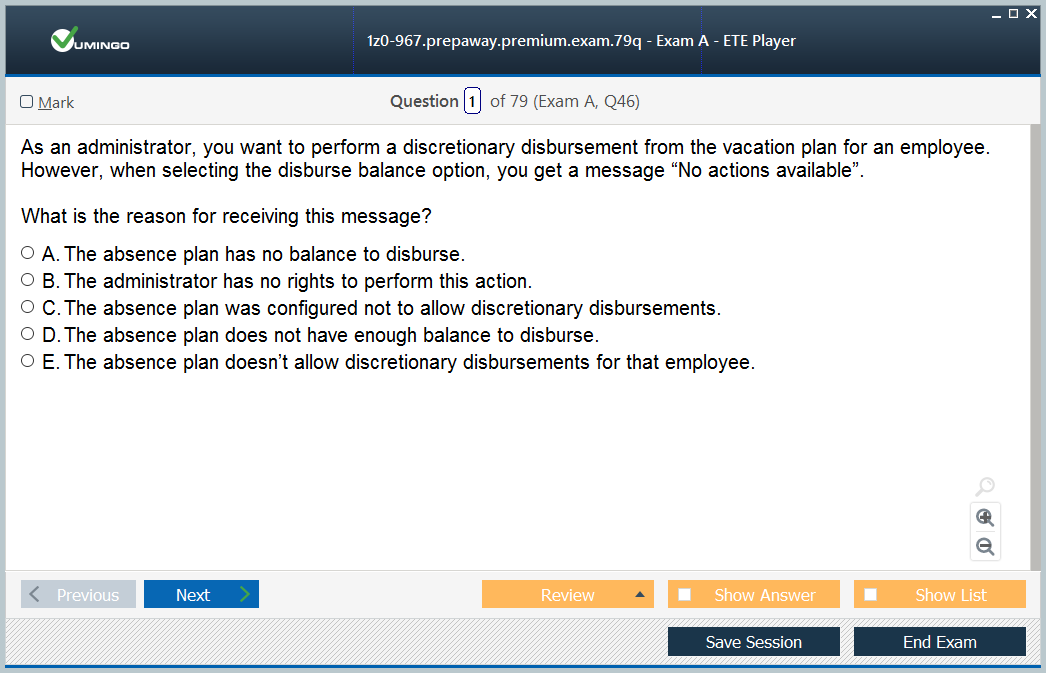 VUMINGO
1z0-967.prepaway.premium.exam.79q - Exam A - ETE Player
Mark
Question 1 of 79 (Exam A, Q46)
As an administrator, you want to perform a discretionary disbursement from the vacation plan for an employee.
However, when selecting the disburse balance option, you get a message “No actions available”.
What is the reason for receiving this message?
A. The absence plan has no balance to disburse.
B. The administrator has no rights to perform this action.
C. The absence plan was configured not to allow discretionary disbursements.
D. The absence plan does not have enough balance to disburse.
E. The absence plan doesn’t allow discretionary disbursements for that employee.
Previous
Next
Review
Show Answer
Show List
Save Session
End Exam